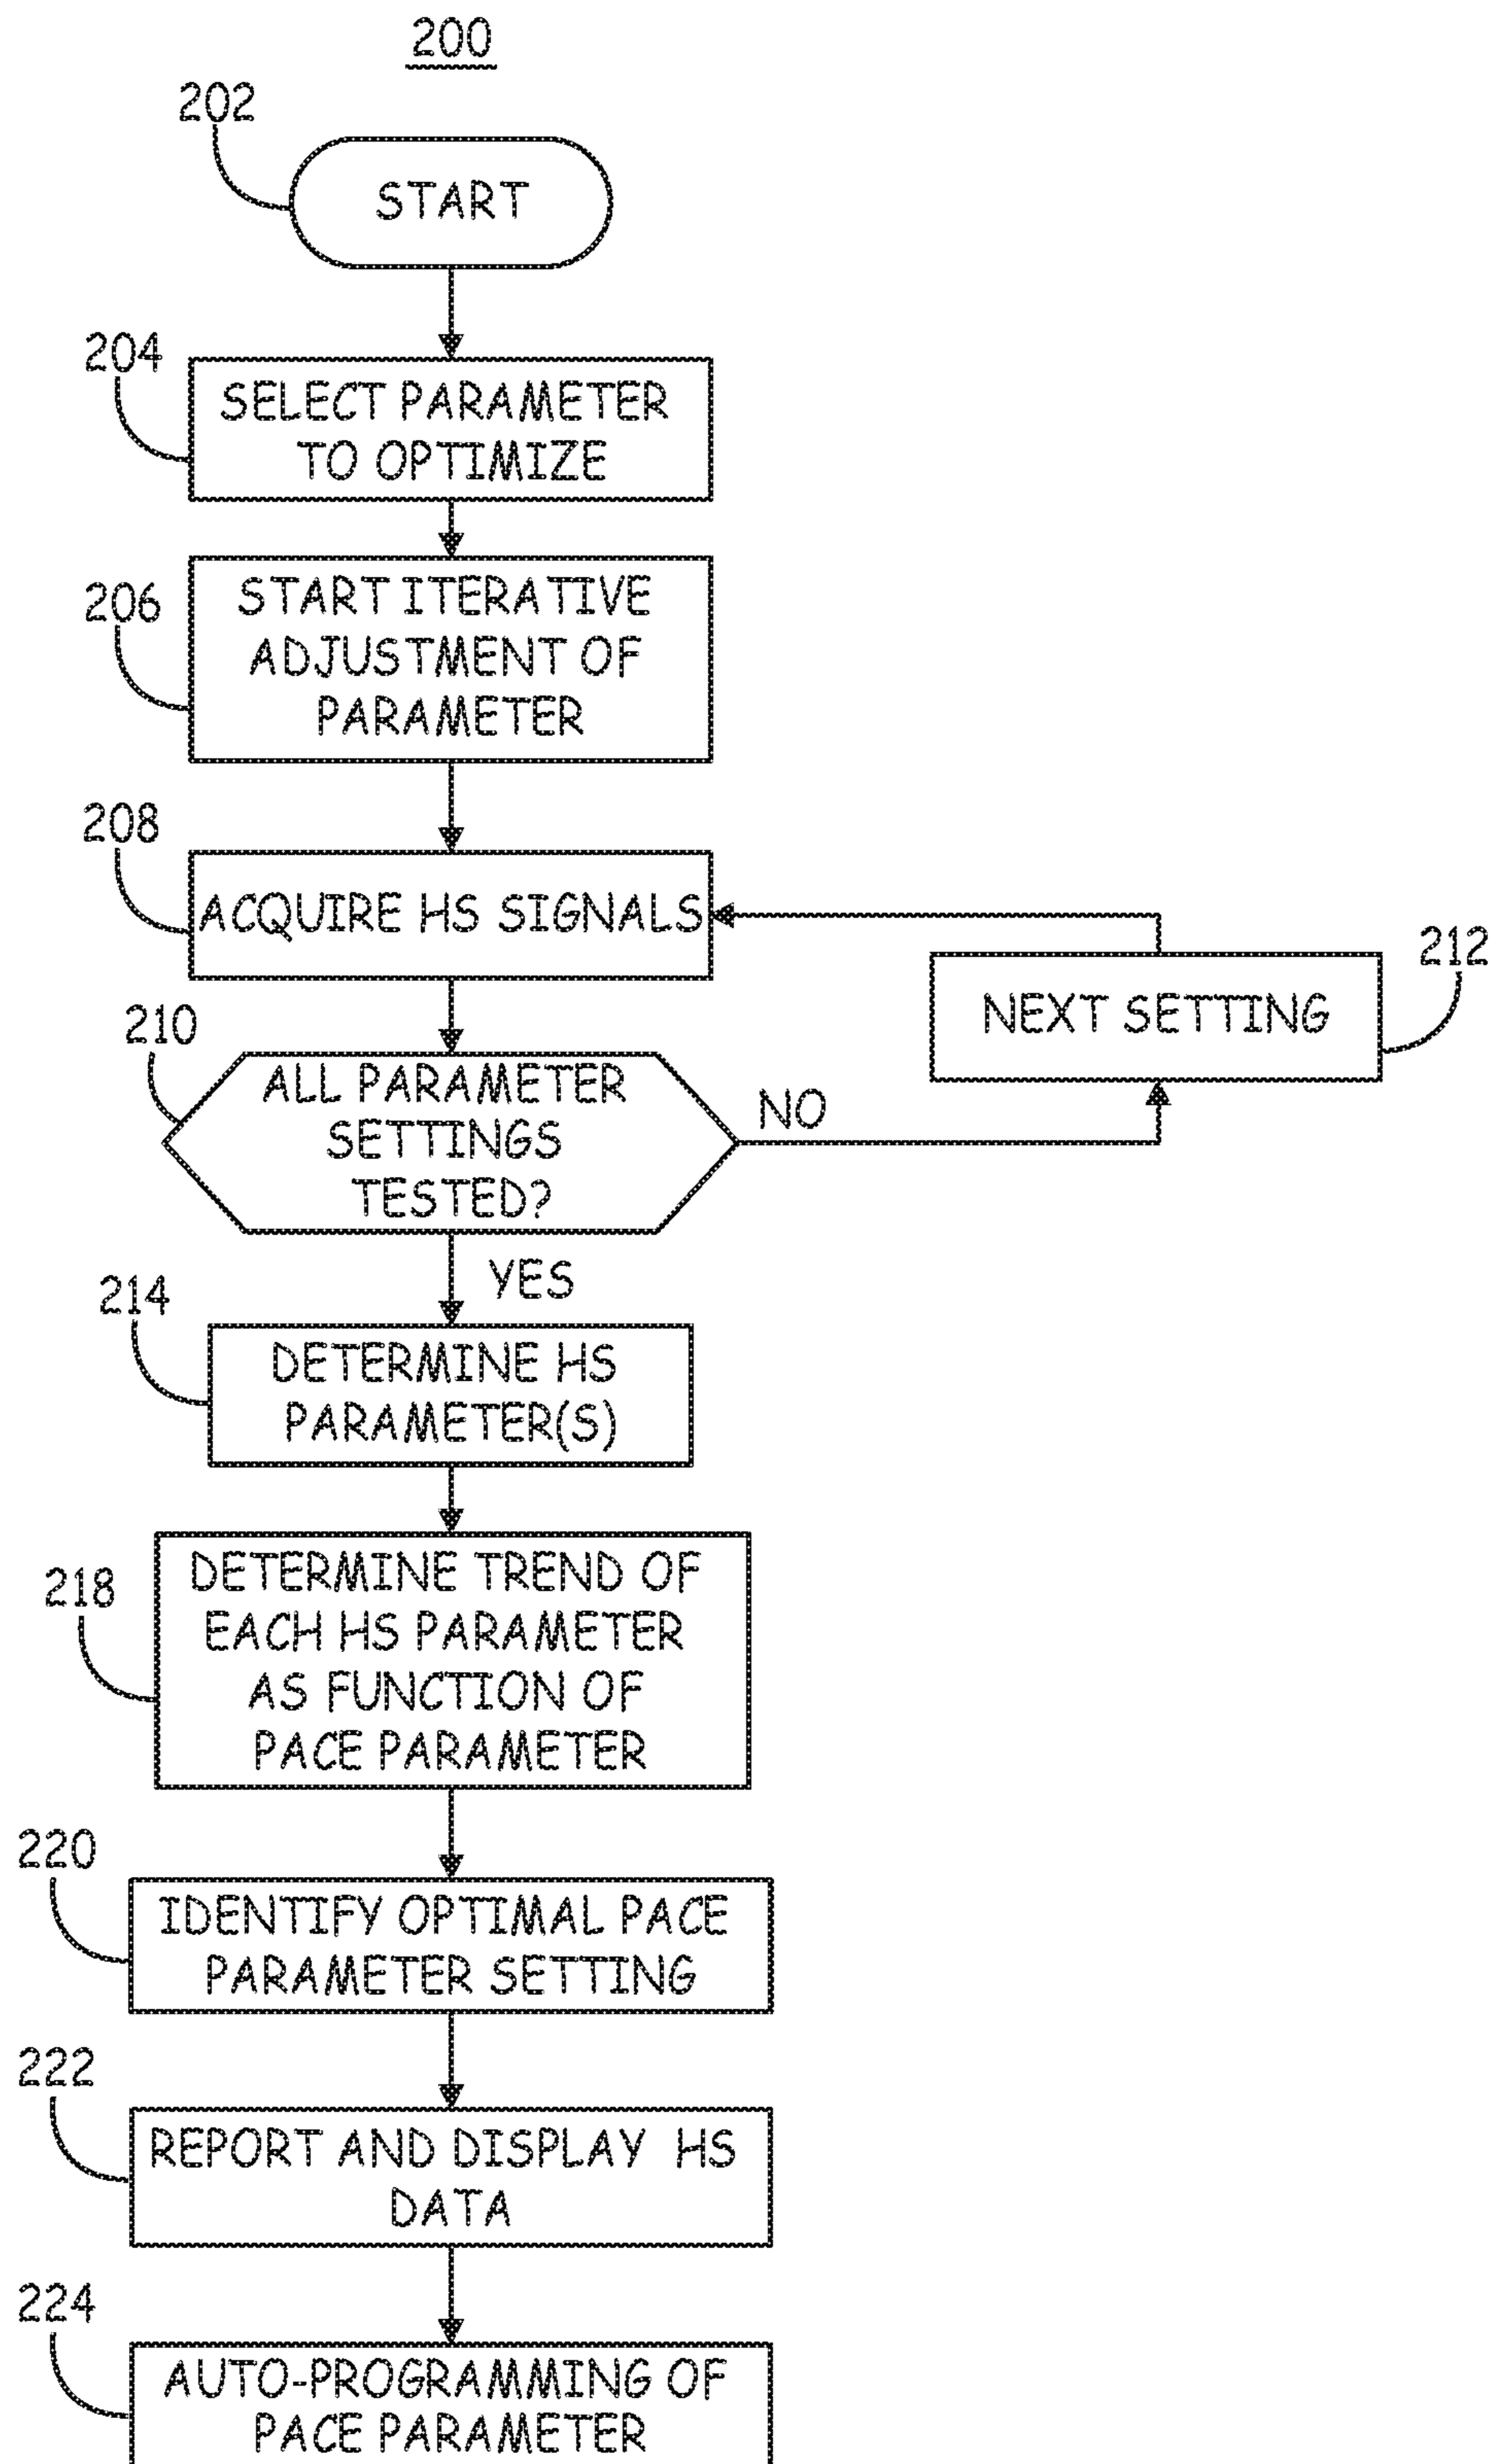 200
202
START
204
SELECT PARAMETER
TO OPTIMIZE
206
START ITERATIVE
ADJUSTMENT OF
PARAMETER
208
ACQUIRE HS SIGNALS
212
NEXT SETTING
210
ALL PARAMETER
SETTINGS
TESTED?
NO
YES
214
DETERMINE HS
PARAMETER(S)
218
DETERMINE TREND OF
EACH HS PARAMETER
AS FUNCTION OF
PACE PARAMETER
220
IDENTIFY OPTIMAL PACE
PARAMETER SETTING
222
REPORT AND DISPLAY HS
DATA
224
AUTO-PROGRAMMING OF
PACE PARAMETER